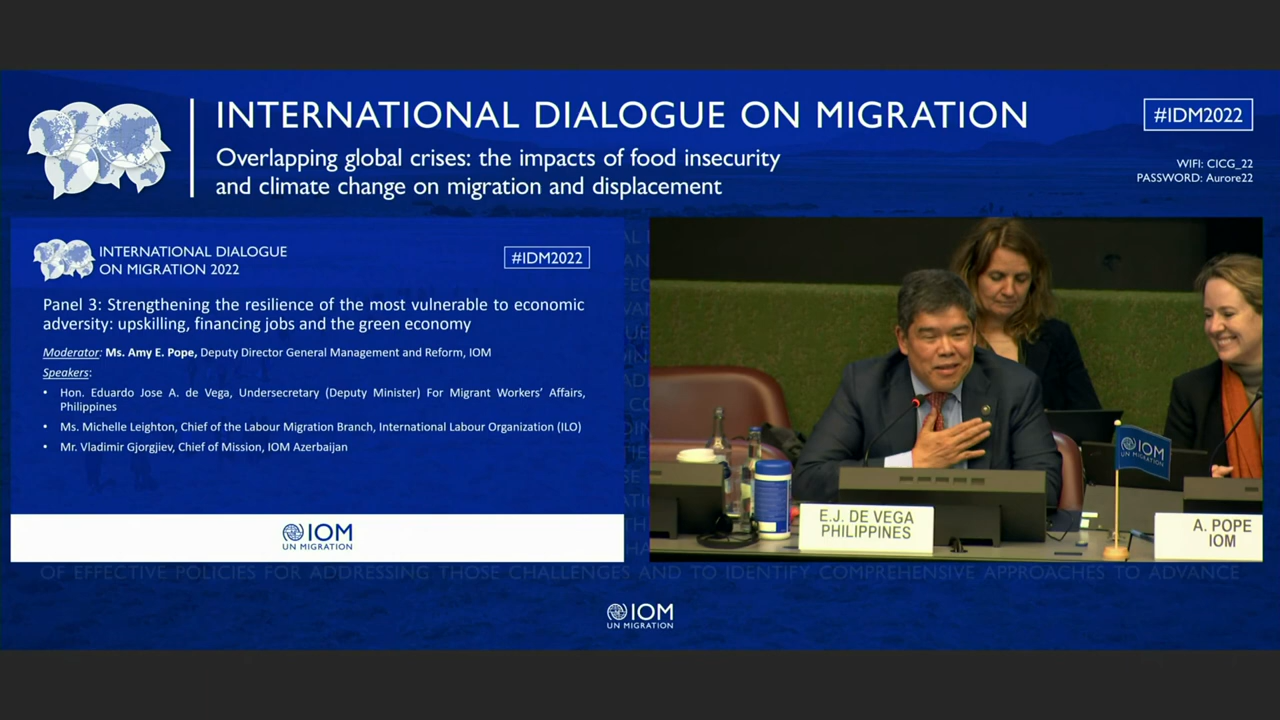 INTERNATIONAL DIALOGUE ON MIGRATION
Overlapping global crises: the impacts of food insecurity
and climate change on migration and displacement
#IDM2022
WIFI: CICG_22
PASSWORD: Aurore22
INTERNATIONAL DIALOGUE
ON MIGRATION 2022
#IDM2022
Panel 3: Strengthening the resilience of the most vulnerable to economic
adversity: upskilling, financing jobs and the green economy
Moderator: Ms. Amy E. Pope, Deputy Director General Management and Reform, IOM
Speakers:
• Hon. Eduardo Jose A. de Vega, Undersecretary (Deputy Minister) For Migrant Workers' Affairs,
Philippines
• Ms. Michelle Leighton, Chief of the Labour Migration Branch, International Labour Organization (ILO)
• Mr. Vladimir Gjorgjiev, Chief of Mission, IOM Azerbaijan
IOM
UN MIGRATION
IOM
UN MIGRATION
E.J. DE VEGA
PHILIPPINES
A. POPE
IOM
OF EFFECTIVE POLICIES FOR ADDRESSING THOSE CHALLENGES AND TO IDENTIFY COMPREHENSIVE APPROACHES TO ADVANCE
IOM
UN MIGRATION